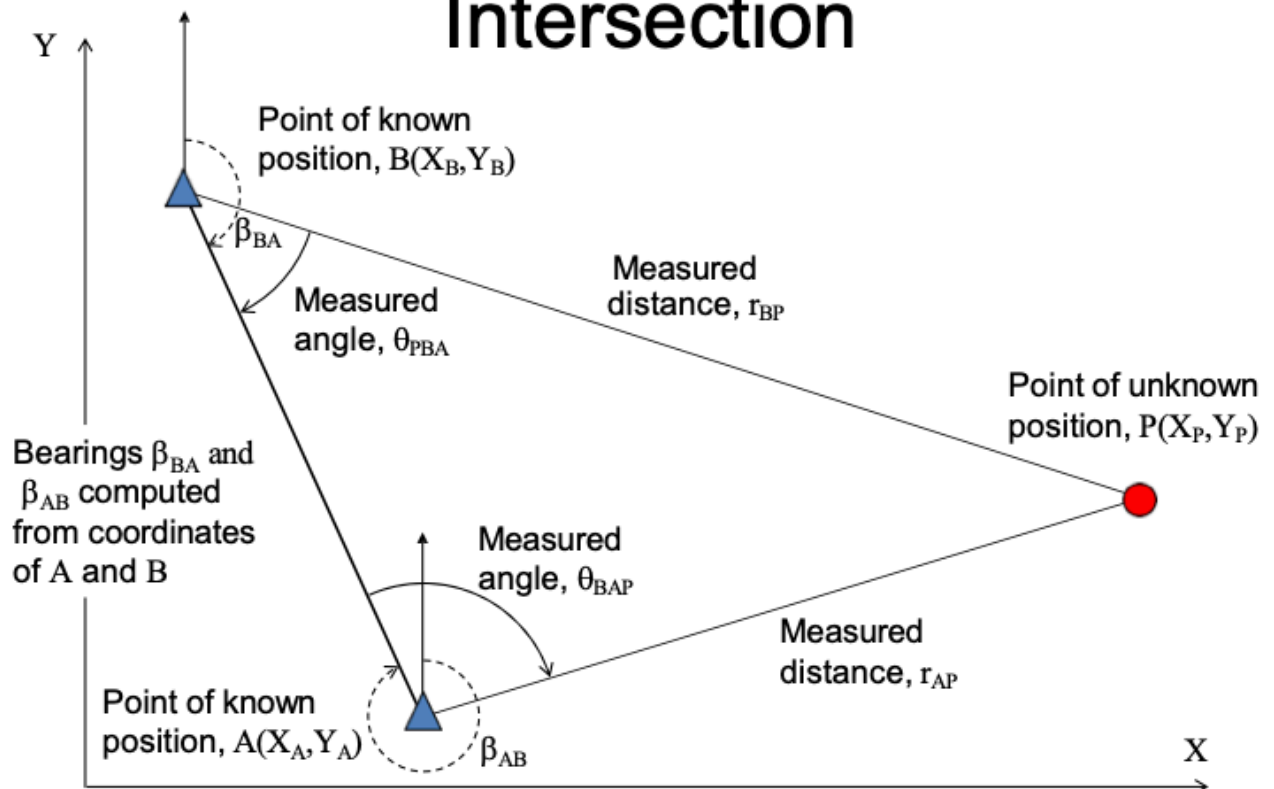 Intersection
Y
Point of known
position, B(X_B,Y_B)
β_BA
Measured
angle, θ_PBA
Measured
distance, r_BP
Point of unknown
position, P(X_P,Y_P)
Bearings β_BA and
β_AB computed
from coordinates
of A and B
Measured
angle, θ_BAP
Measured
distance, r_AP
Point of known
position, A(X_A,Y_A)
β_AB
X